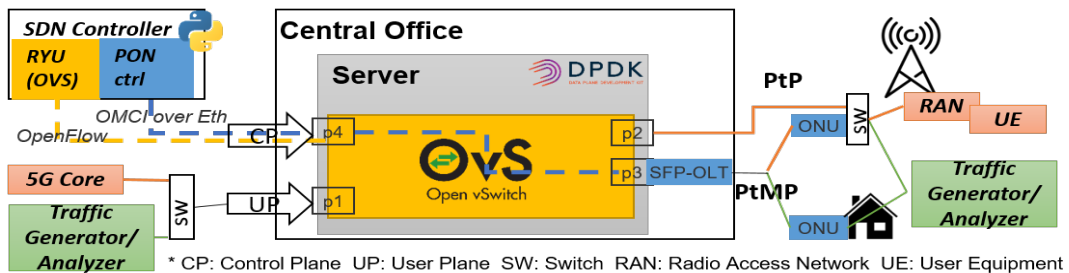 SDN Controller
RYU
(OVS)
PON
ctrl
OMCI over Eth
OpenFlow
CP
UP
5G Core
Traffic
Generator/
Analyzer
SW
Central Office
Server
DPDK
DATA PLANE DEVELOPMENT KIT
p4
p1
OvS
Open vSwitch
p2
p3
SFP-OLT
PtP
PtMP
ONU
ONU
SW
RAN
UE
Traffic
Generator/
Analyzer
* CP: Control Plane UP: User Plane SW: Switch RAN: Radio Access Network UE: User Equipment